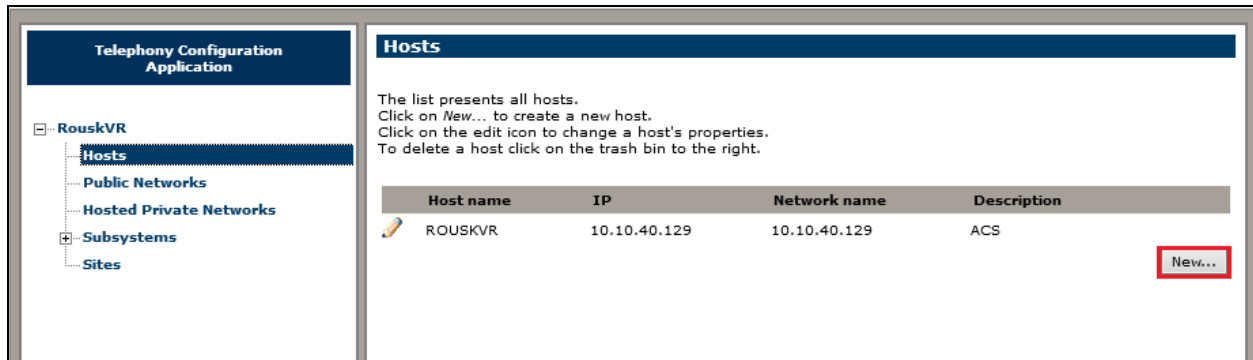 Telephony Configuration
Application
RouskVR
Hosts
Public Networks
Hosted Private Networks
Subsystems
Sites
Hosts
The list presents all hosts.
Click on New... to create a new host.
Click on the edit icon to change a host's properties.
To delete a host click on the trash bin to the right.
Host name IP Network name Description
ROUSKVR 10.10.40.129 10.10.40.129 ACS
New...